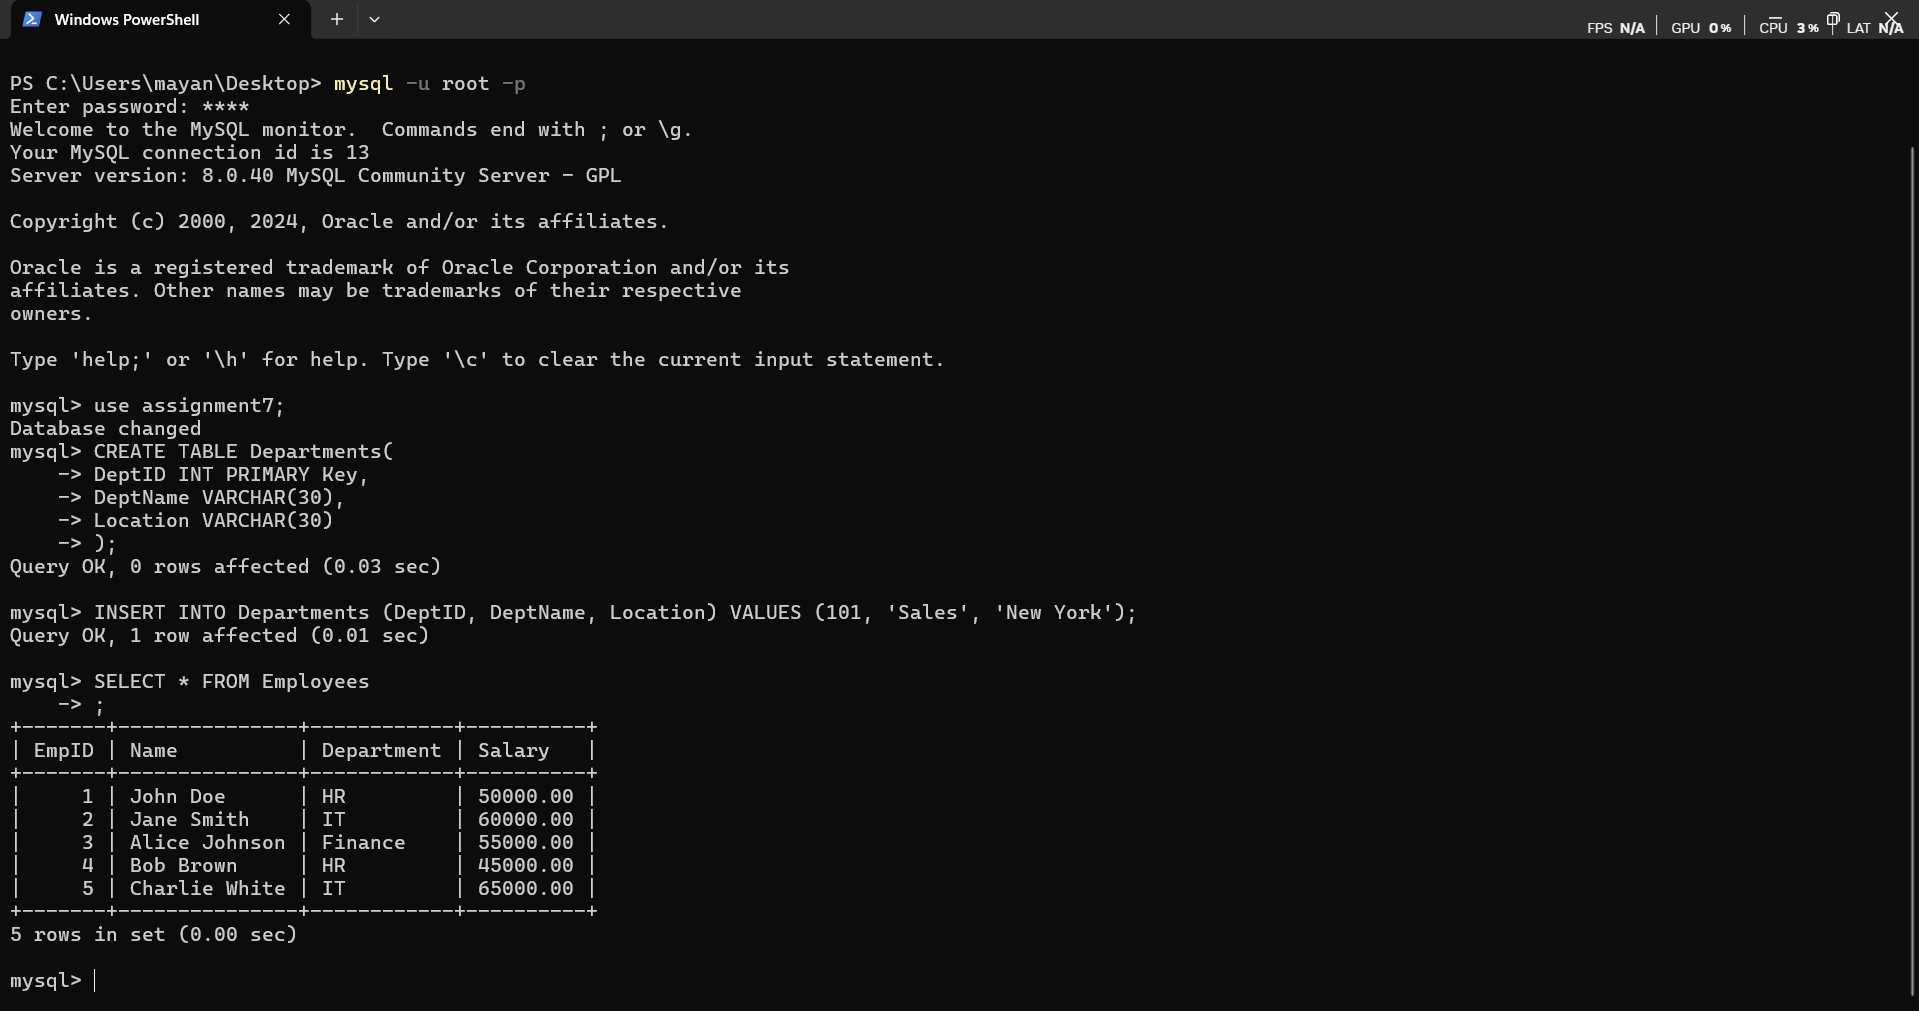 Windows PowerShell
FPS N/A | GPU 0% | CPU 3% | LAT N/A
PS C:\Users\mayan\Desktop> mysql -u root -p
Enter password: ****
Welcome to the MySQL monitor.  Commands end with ; or \g.
Your MySQL connection id is 13
Server version: 8.0.40 MySQL Community Server - GPL
Copyright (c) 2000, 2024, Oracle and/or its affiliates.
Oracle is a registered trademark of Oracle Corporation and/or its
affiliates. Other names may be trademarks of their respective
owners.
Type 'help;' or '\h' for help. Type '\c' to clear the current input statement.
mysql> use assignment7;
Database changed
mysql> CREATE TABLE Departments(
    -> DeptID INT PRIMARY Key,
    -> DeptName VARCHAR(30),
    -> Location VARCHAR(30)
    -> );
Query OK, 0 rows affected (0.03 sec)
mysql> INSERT INTO Departments (DeptID, DeptName, Location) VALUES (101, 'Sales', 'New York');
Query OK, 1 row affected (0.01 sec)
mysql> SELECT * FROM Employees
    -> ;
+-------+---------------+------------+----------+
| EmpID | Name          | Department | Salary   |
+-------+---------------+------------+----------+
|     1 | John Doe      | HR         | 50000.00 |
|     2 | Jane Smith    | IT         | 60000.00 |
|     3 | Alice Johnson | Finance    | 55000.00 |
|     4 | Bob Brown     | HR         | 45000.00 |
|     5 | Charlie White | IT         | 65000.00 |
+-------+---------------+------------+----------+
5 rows in set (0.00 sec)
mysql>